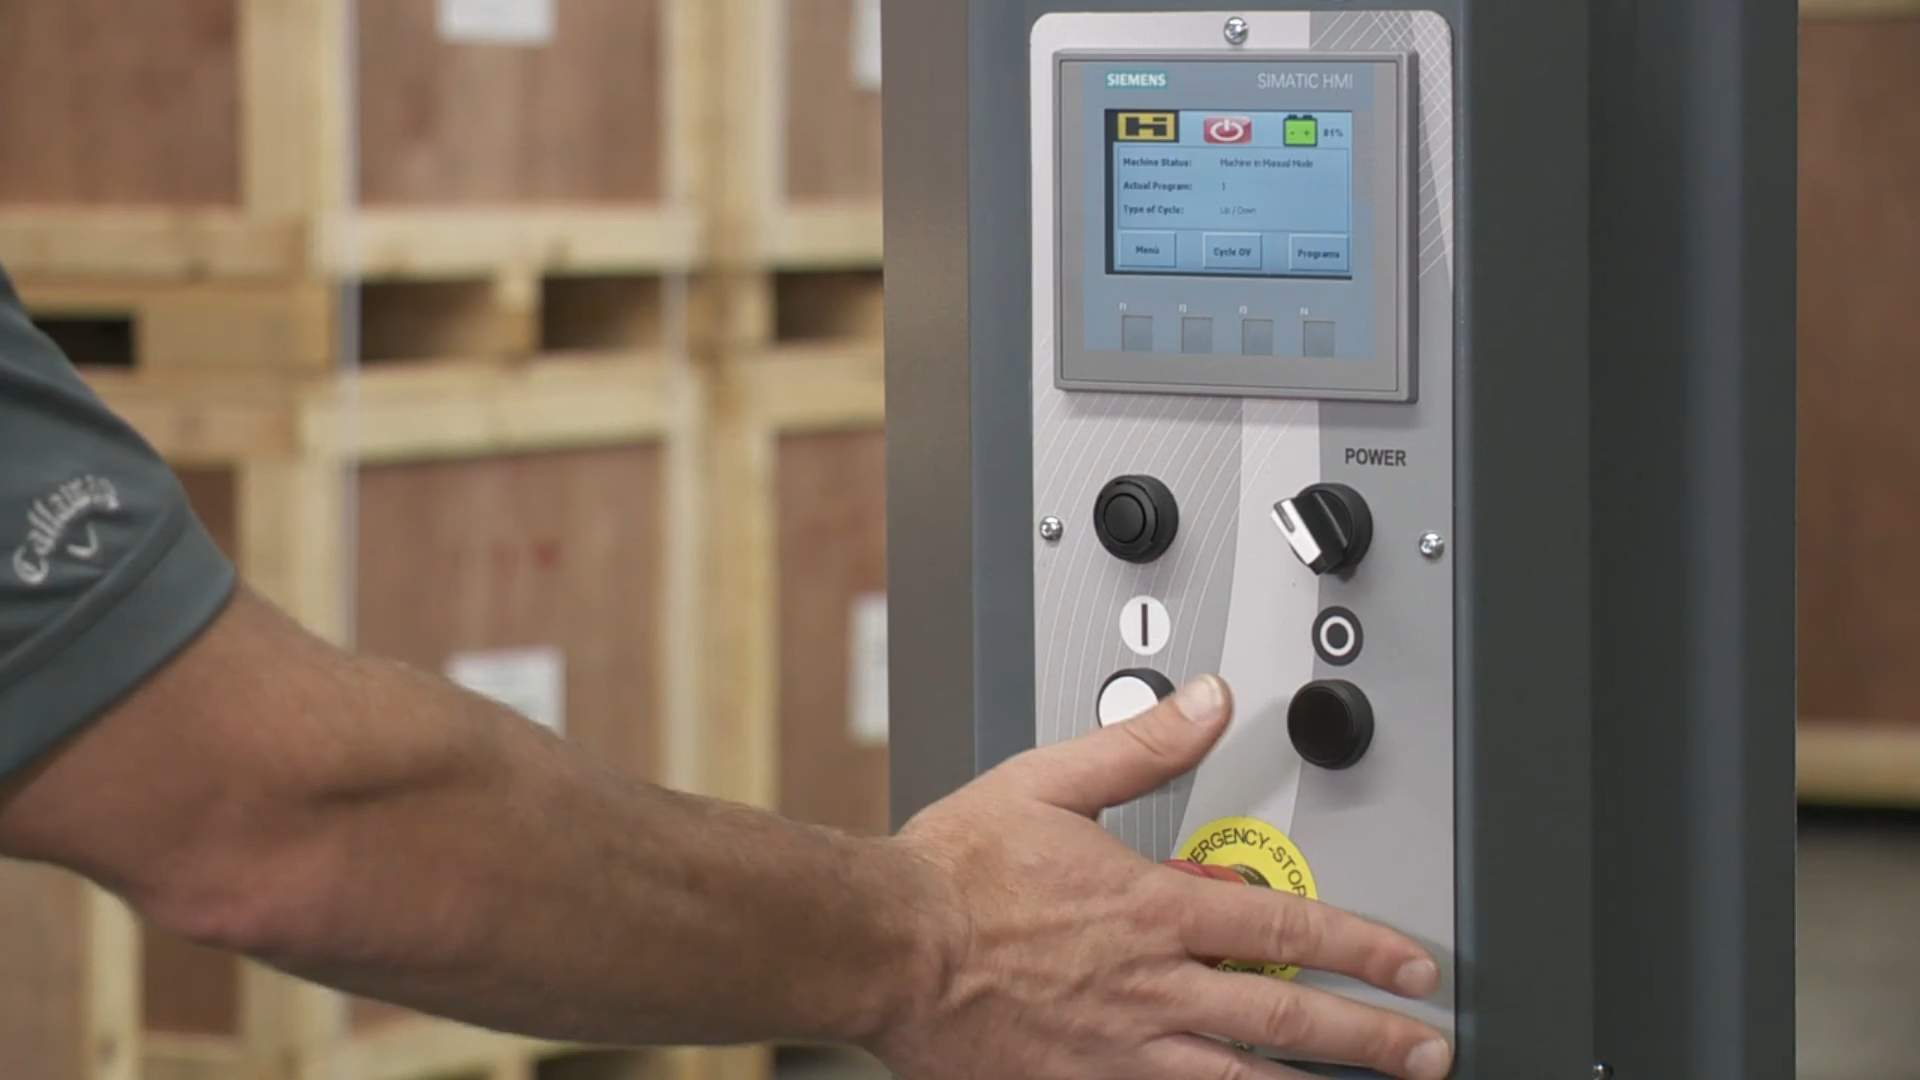 SIEMENS SIMATIC HMI
81%
Machine Status: Machine in Manual Mode
Actual Program: 1
Type of Cycle: Up / Down
Menù Cycle OV Programs
F1 F2 F3 F4
POWER
Callaway
ERGENCY-STOP